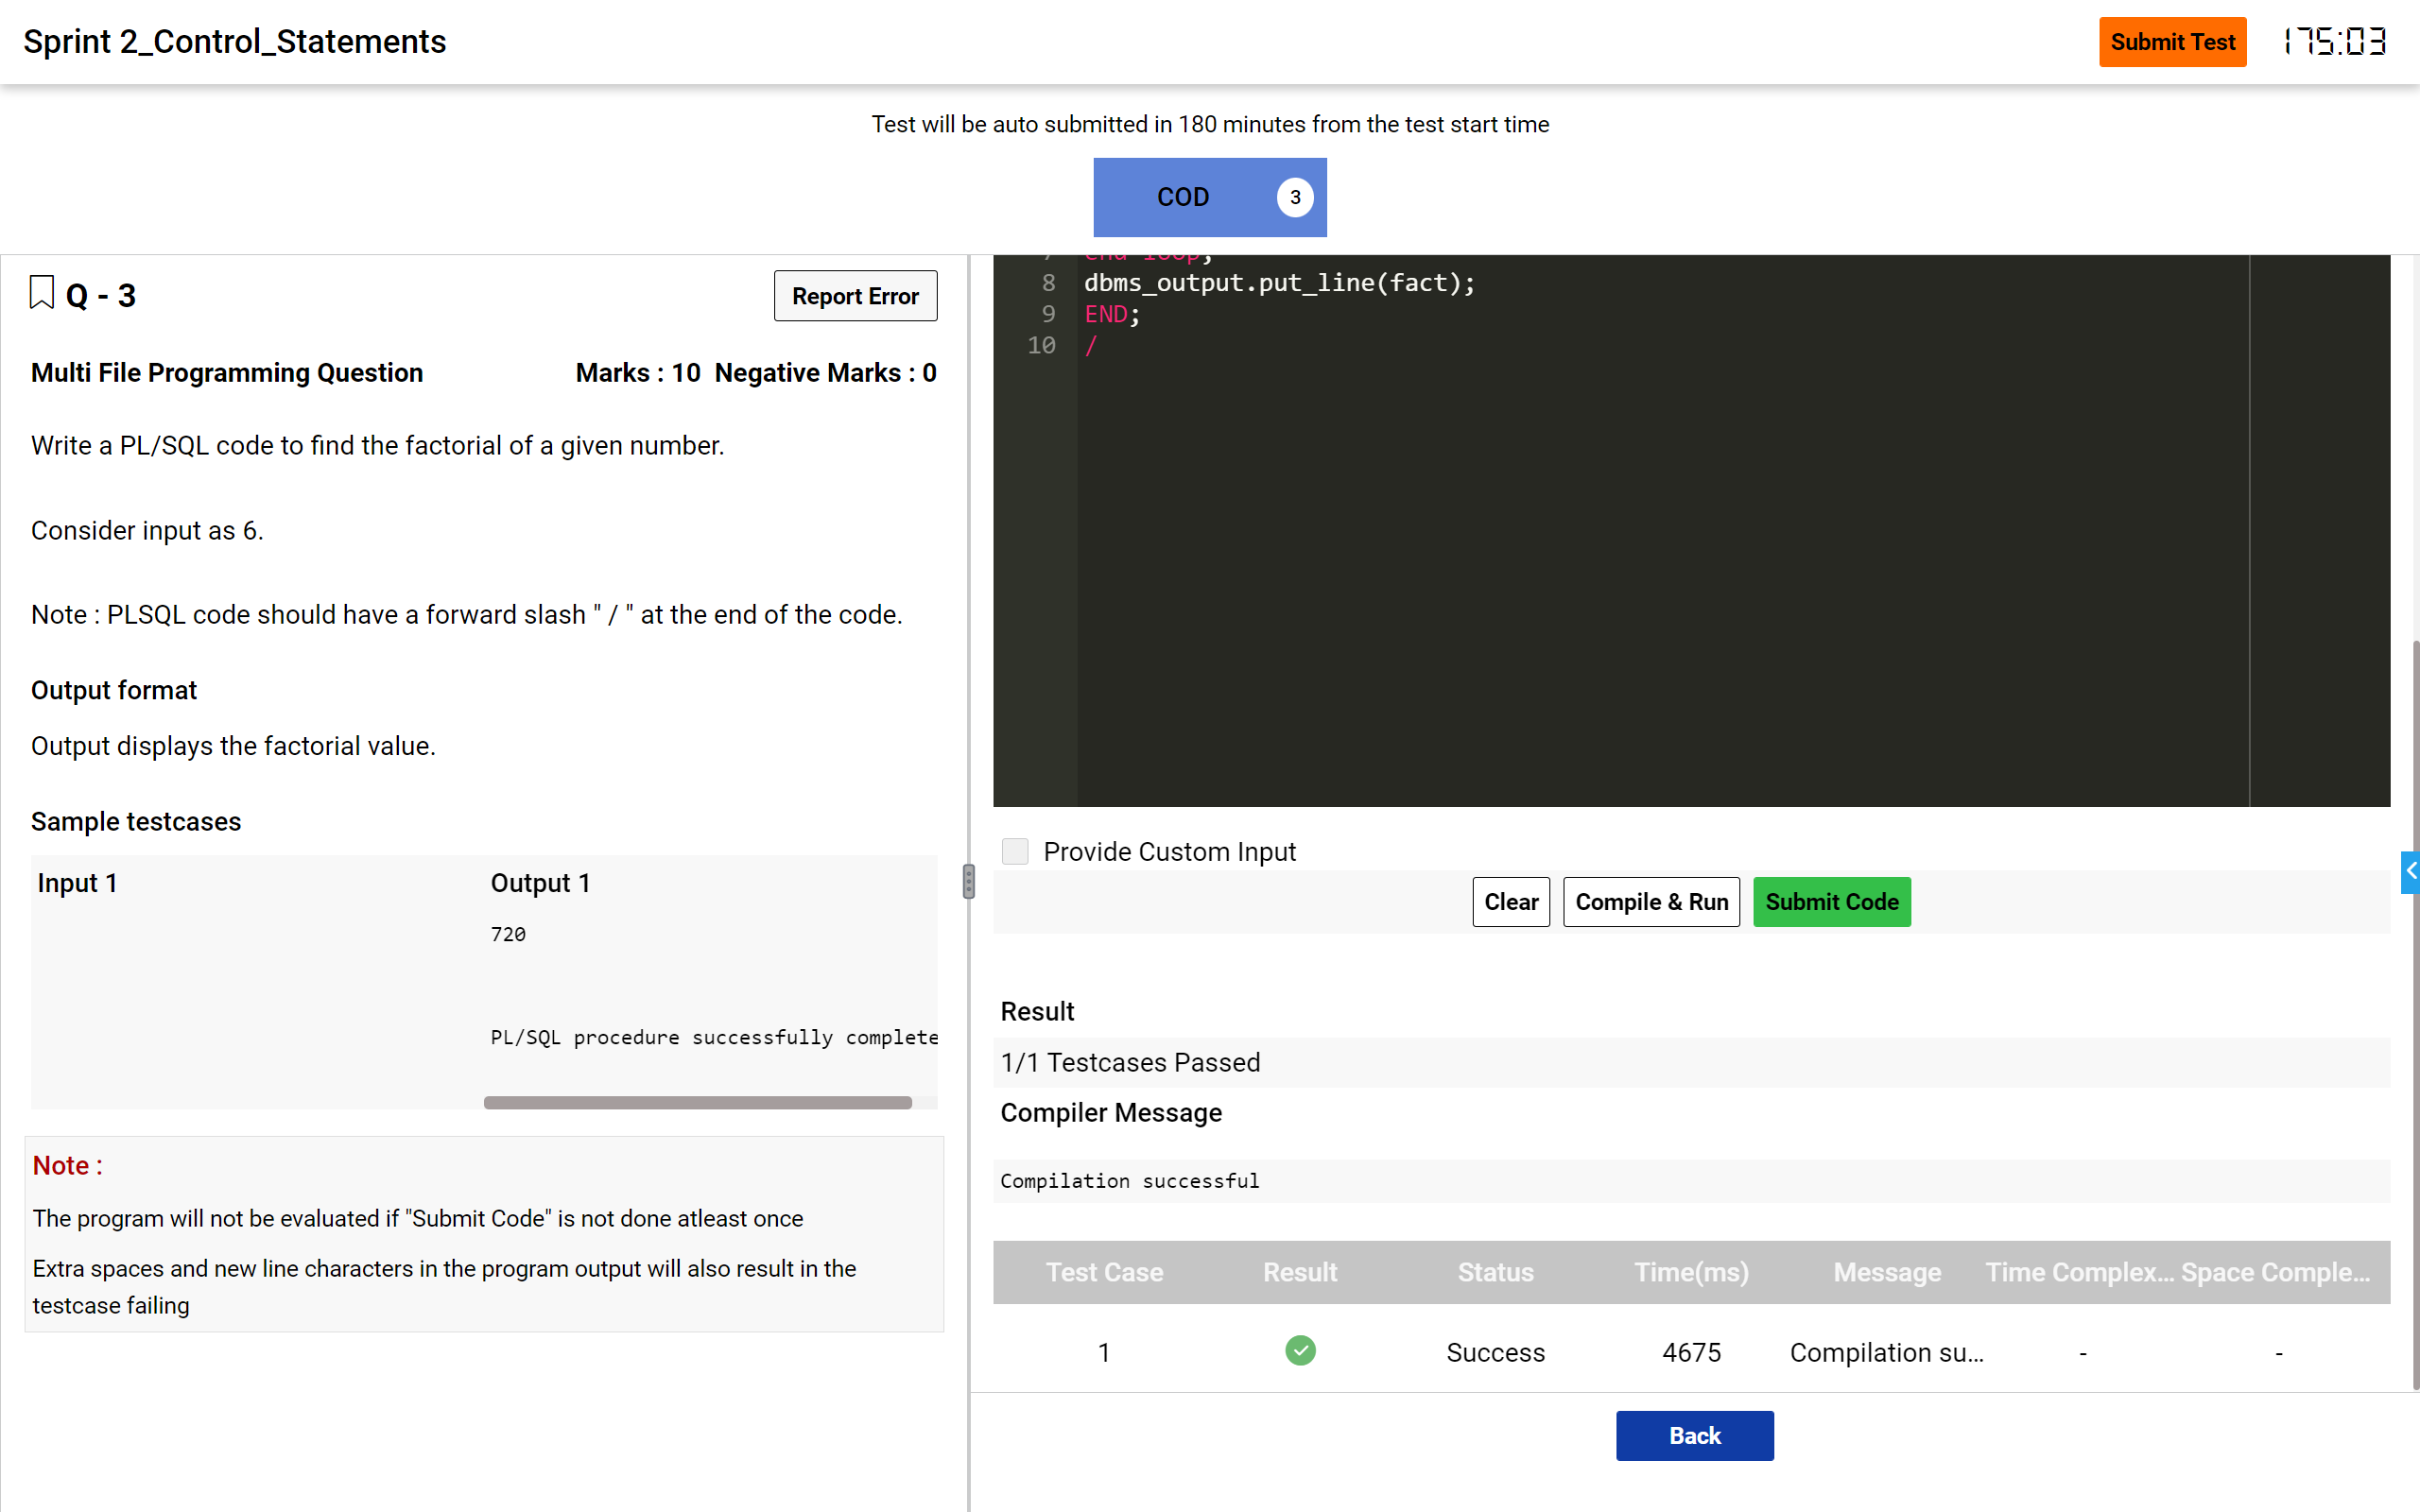 Sprint 2_Control_Statements
Submit Test
175:03
Test will be auto submitted in 180 minutes from the test start time
COD 3
Q - 3
Report Error
Multi File Programming Question
Marks : 10 Negative Marks : 0
Write a PL/SQL code to find the factorial of a given number.
Consider input as 6.
Note : PLSQL code should have a forward slash " / " at the end of the code.
Output format
Output displays the factorial value.
Sample testcases
Input 1
Output 1
720
PL/SQL procedure successfully complete
Note :
The program will not be evaluated if "Submit Code" is not done atleast once
Extra spaces and new line characters in the program output will also result in the
testcase failing
7 end loop;
8 dbms_output.put_line(fact);
9 END;
10 /
Provide Custom Input
Clear
Compile & Run
Submit Code
Result
1/1 Testcases Passed
Compiler Message
Compilation successful
Test Case Result Status Time(ms) Message Time Complex... Space Comple...
1 Success 4675 Compilation su... - -
Back